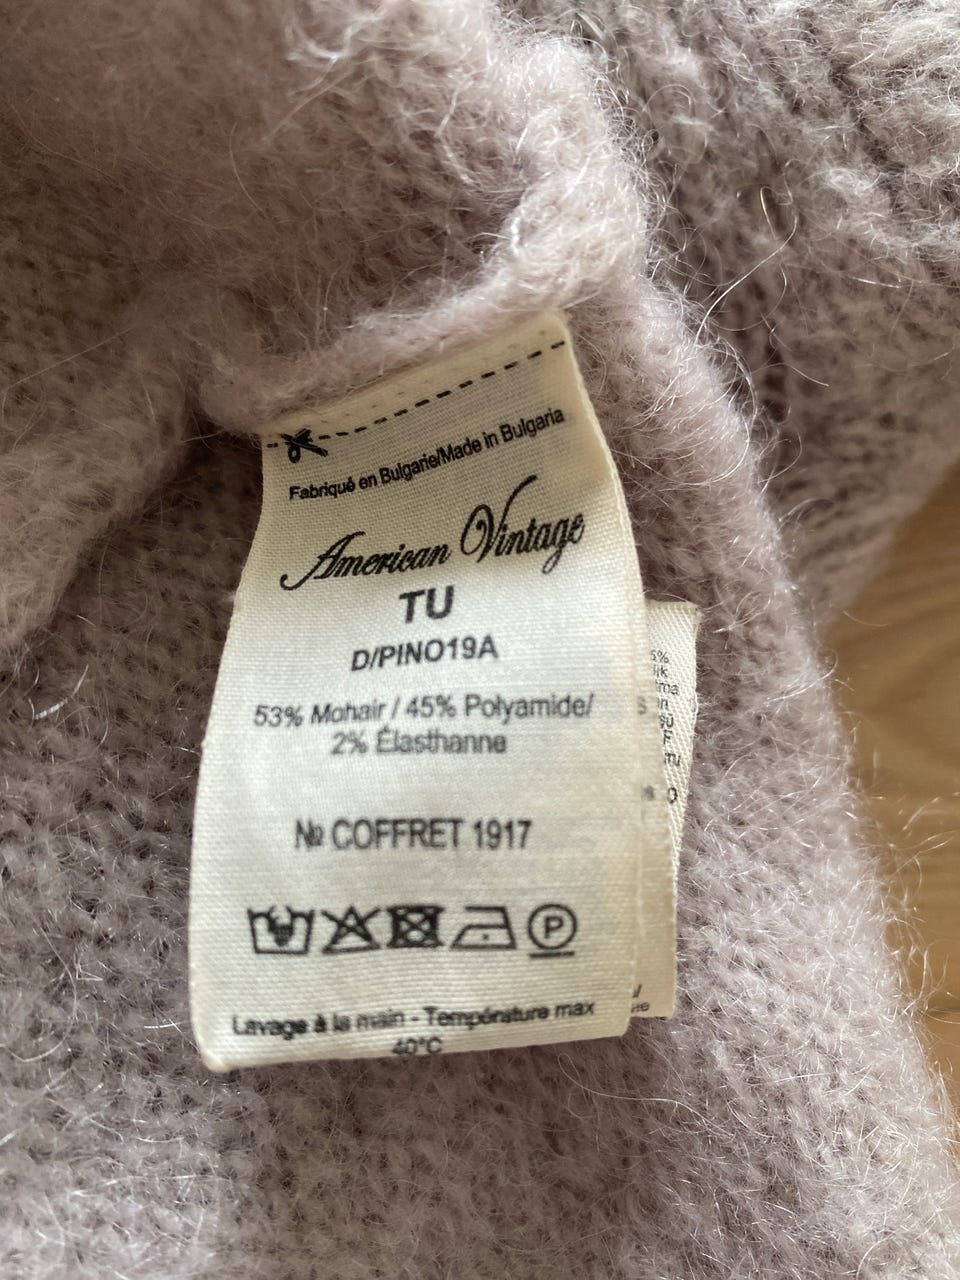 Fabriqué en Bulgarie/Made in Bulgaria
American Vintage
TU
D/PINO19A
53% Mohair / 45% Polyamide/
2% Élasthanne
№ COFFRET 1917
P
Lavage à la main - Température max
40°C